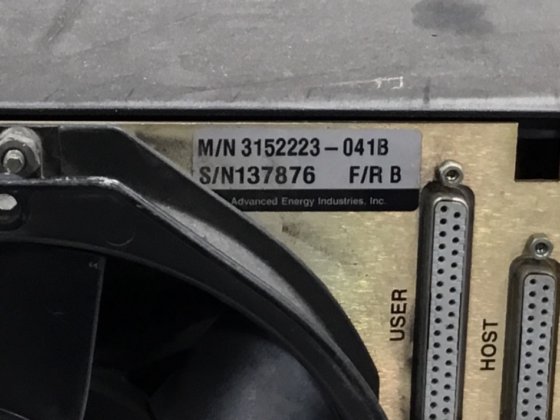 M/N 3152223-041B
S/N137876 F/R B
Advanced Energy Industries, Inc.
USER
HOST